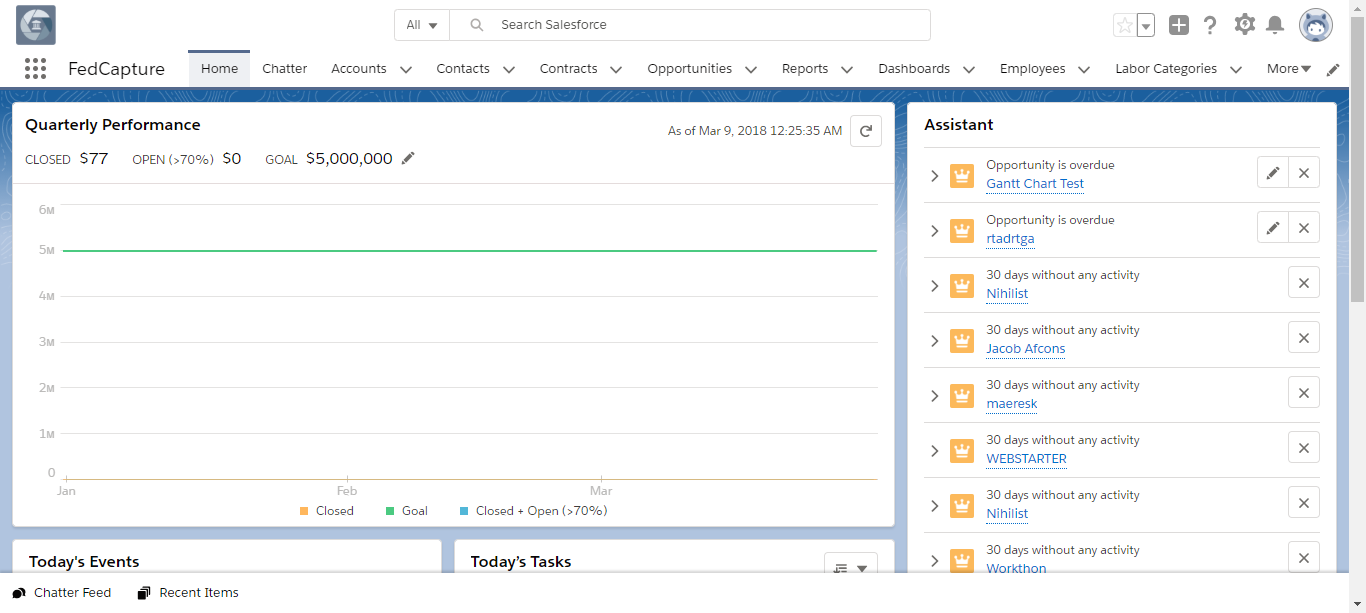 All
Search Salesforce
FedCapture
Home
Chatter
Accounts
Contacts
Contracts
Opportunities
Reports
Dashboards
Employees
Labor Categories
More
Quarterly Performance
As of Mar 9, 2018 12:25:35 AM
CLOSED $77 OPEN (>70%) $0 GOAL $5,000,000
6M
5M
4M
3M
2M
1M
0
Jan Feb Mar
Closed Goal Closed + Open (>70%)
Assistant
Opportunity is overdue
Gantt Chart Test
Opportunity is overdue
rtadrtga
30 days without any activity
Nihilist
30 days without any activity
Jacob Afcons
30 days without any activity
maeresk
30 days without any activity
WEBSTARTER
30 days without any activity
Nihilist
30 days without any activity
Workthon
Today's Events
Today's Tasks
Chatter Feed
Recent Items